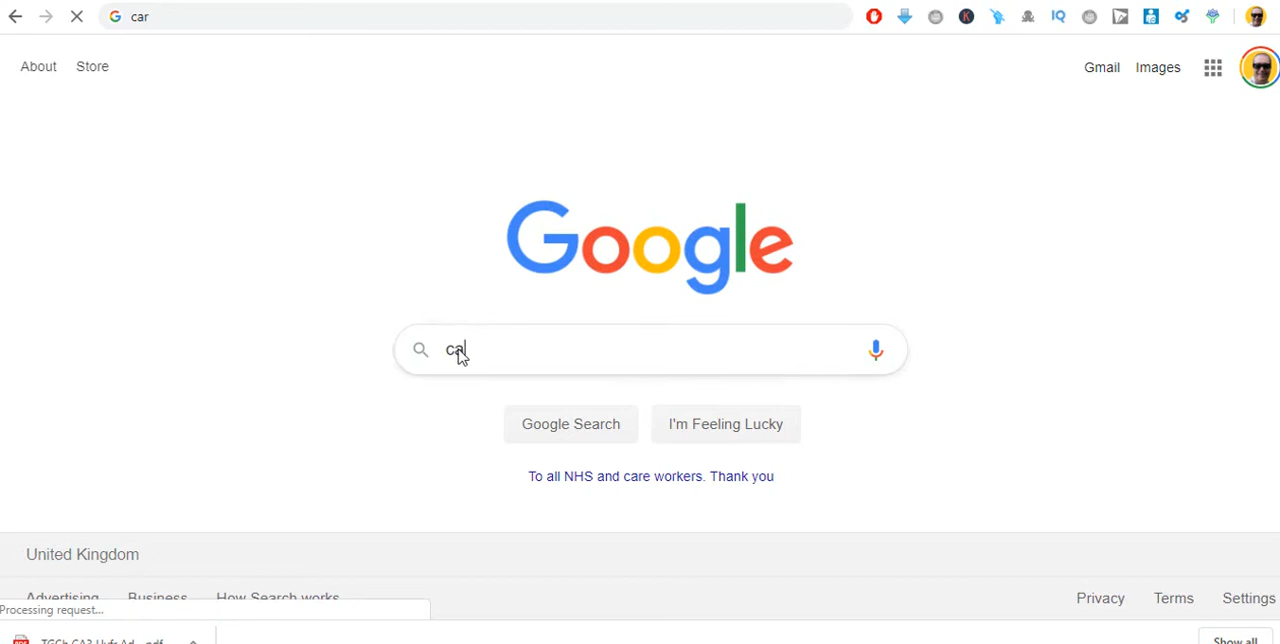 car
About Store
Gmail Images
K
IQ
Google
ca
Google Search I'm Feeling Lucky
To all NHS and care workers. Thank you
United Kingdom
Advertising Business How Search works
Privacy Terms Settings
Processing request...
Show all